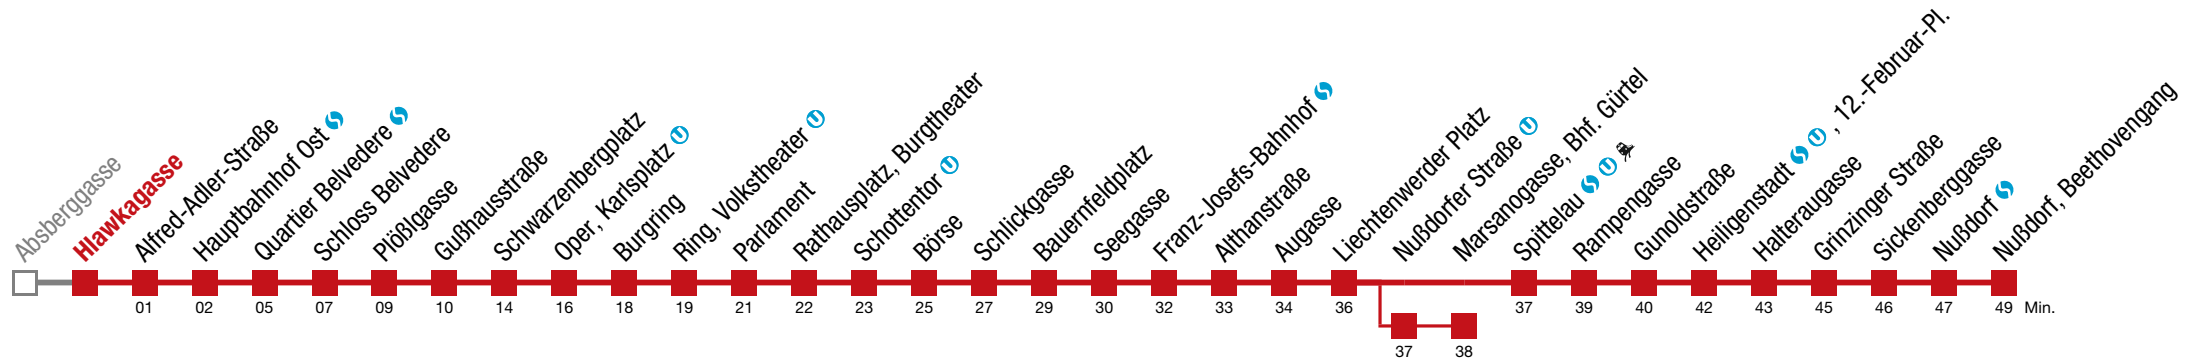 Absberggasse
Hlawkagasse
Alfred-Adler-Straße
Hauptbahnhof Ost S
Quartier Belvedere S
Schloss Belvedere
Plößlgasse
Gußhausstraße
Schwarzenbergplatz
Oper, Karlsplatz U
Burgring
Ring, Volkstheater U
Parlament
Rathausplatz, Burgtheater
Schottentor U
Börse
Schlickgasse
Bauernfeldplatz
Seegasse
Franz-Josefs-Bahnhof S
Althanstraße
Augasse
Liechtenwerder Platz
Nußdorfer Straße U
Marsanogasse, Bhf. Gürtel
Spittelau S U
Rampengasse
Gunoldstraße
Heiligenstadt S U , 12.-Februar-Pl.
Halteraugasse
Grinzinger Straße
Sickenberggasse
Nußdorf S
Nußdorf, Beethovengang
01 02 05 07 09 10 14 16 18 19 21 22 23 25 27 29 30 32 33 34 36 37 39 40 42 43 45 46 47 49 Min.
37 38